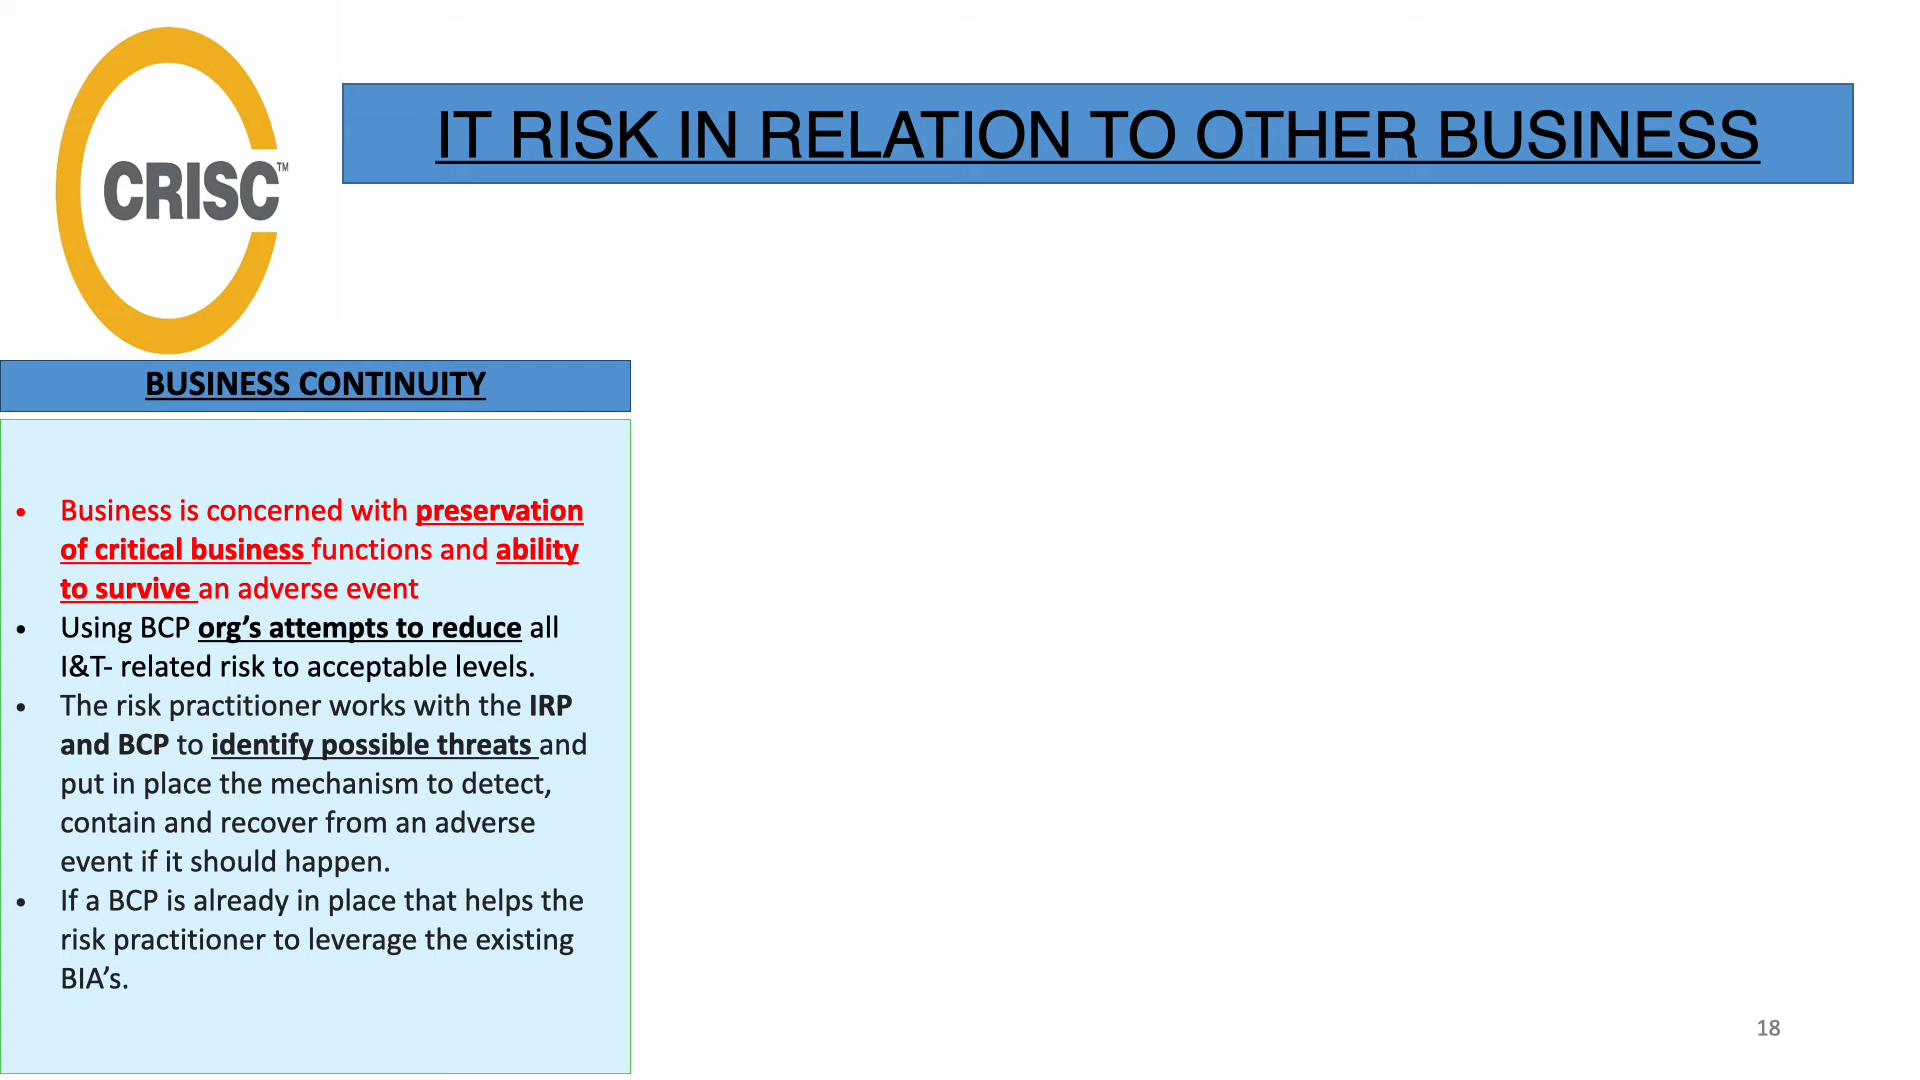 CRISC™
IT RISK IN RELATION TO OTHER BUSINESS
BUSINESS CONTINUITY
• Business is concerned with preservation
of critical business functions and ability
to survive an adverse event
• Using BCP org’s attempts to reduce all
I&T- related risk to acceptable levels.
• The risk practitioner works with the IRP
and BCP to identify possible threats and
put in place the mechanism to detect,
contain and recover from an adverse
event if it should happen.
• If a BCP is already in place that helps the
risk practitioner to leverage the existing
BIA’s.
18